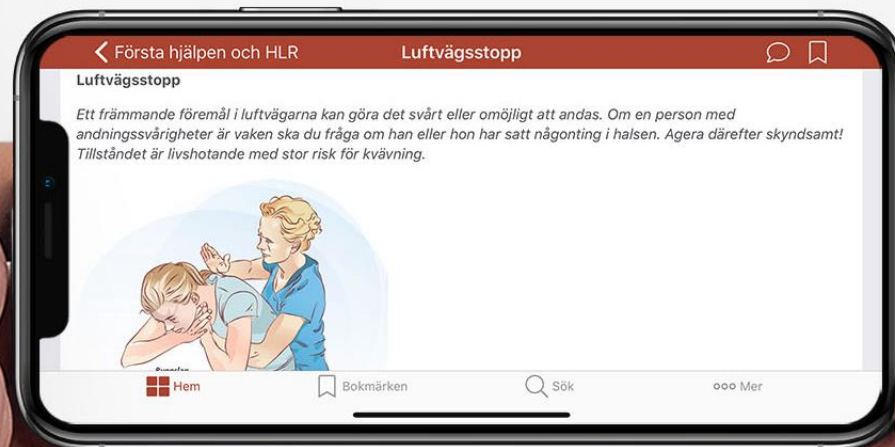 Första hjälpen och HLR
Luftvägsstopp
Luftvägsstopp
Ett främmande föremål i luftvägarna kan göra det svårt eller omöjligt att andas. Om en person med
andningssvårigheter är vaken ska du fråga om han eller hon har satt någonting i halsen. Agera därefter skyndsamt!
Tillståndet är livshotande med stor risk för kvävning.
Hem
Bokmärken
Sök
Mer